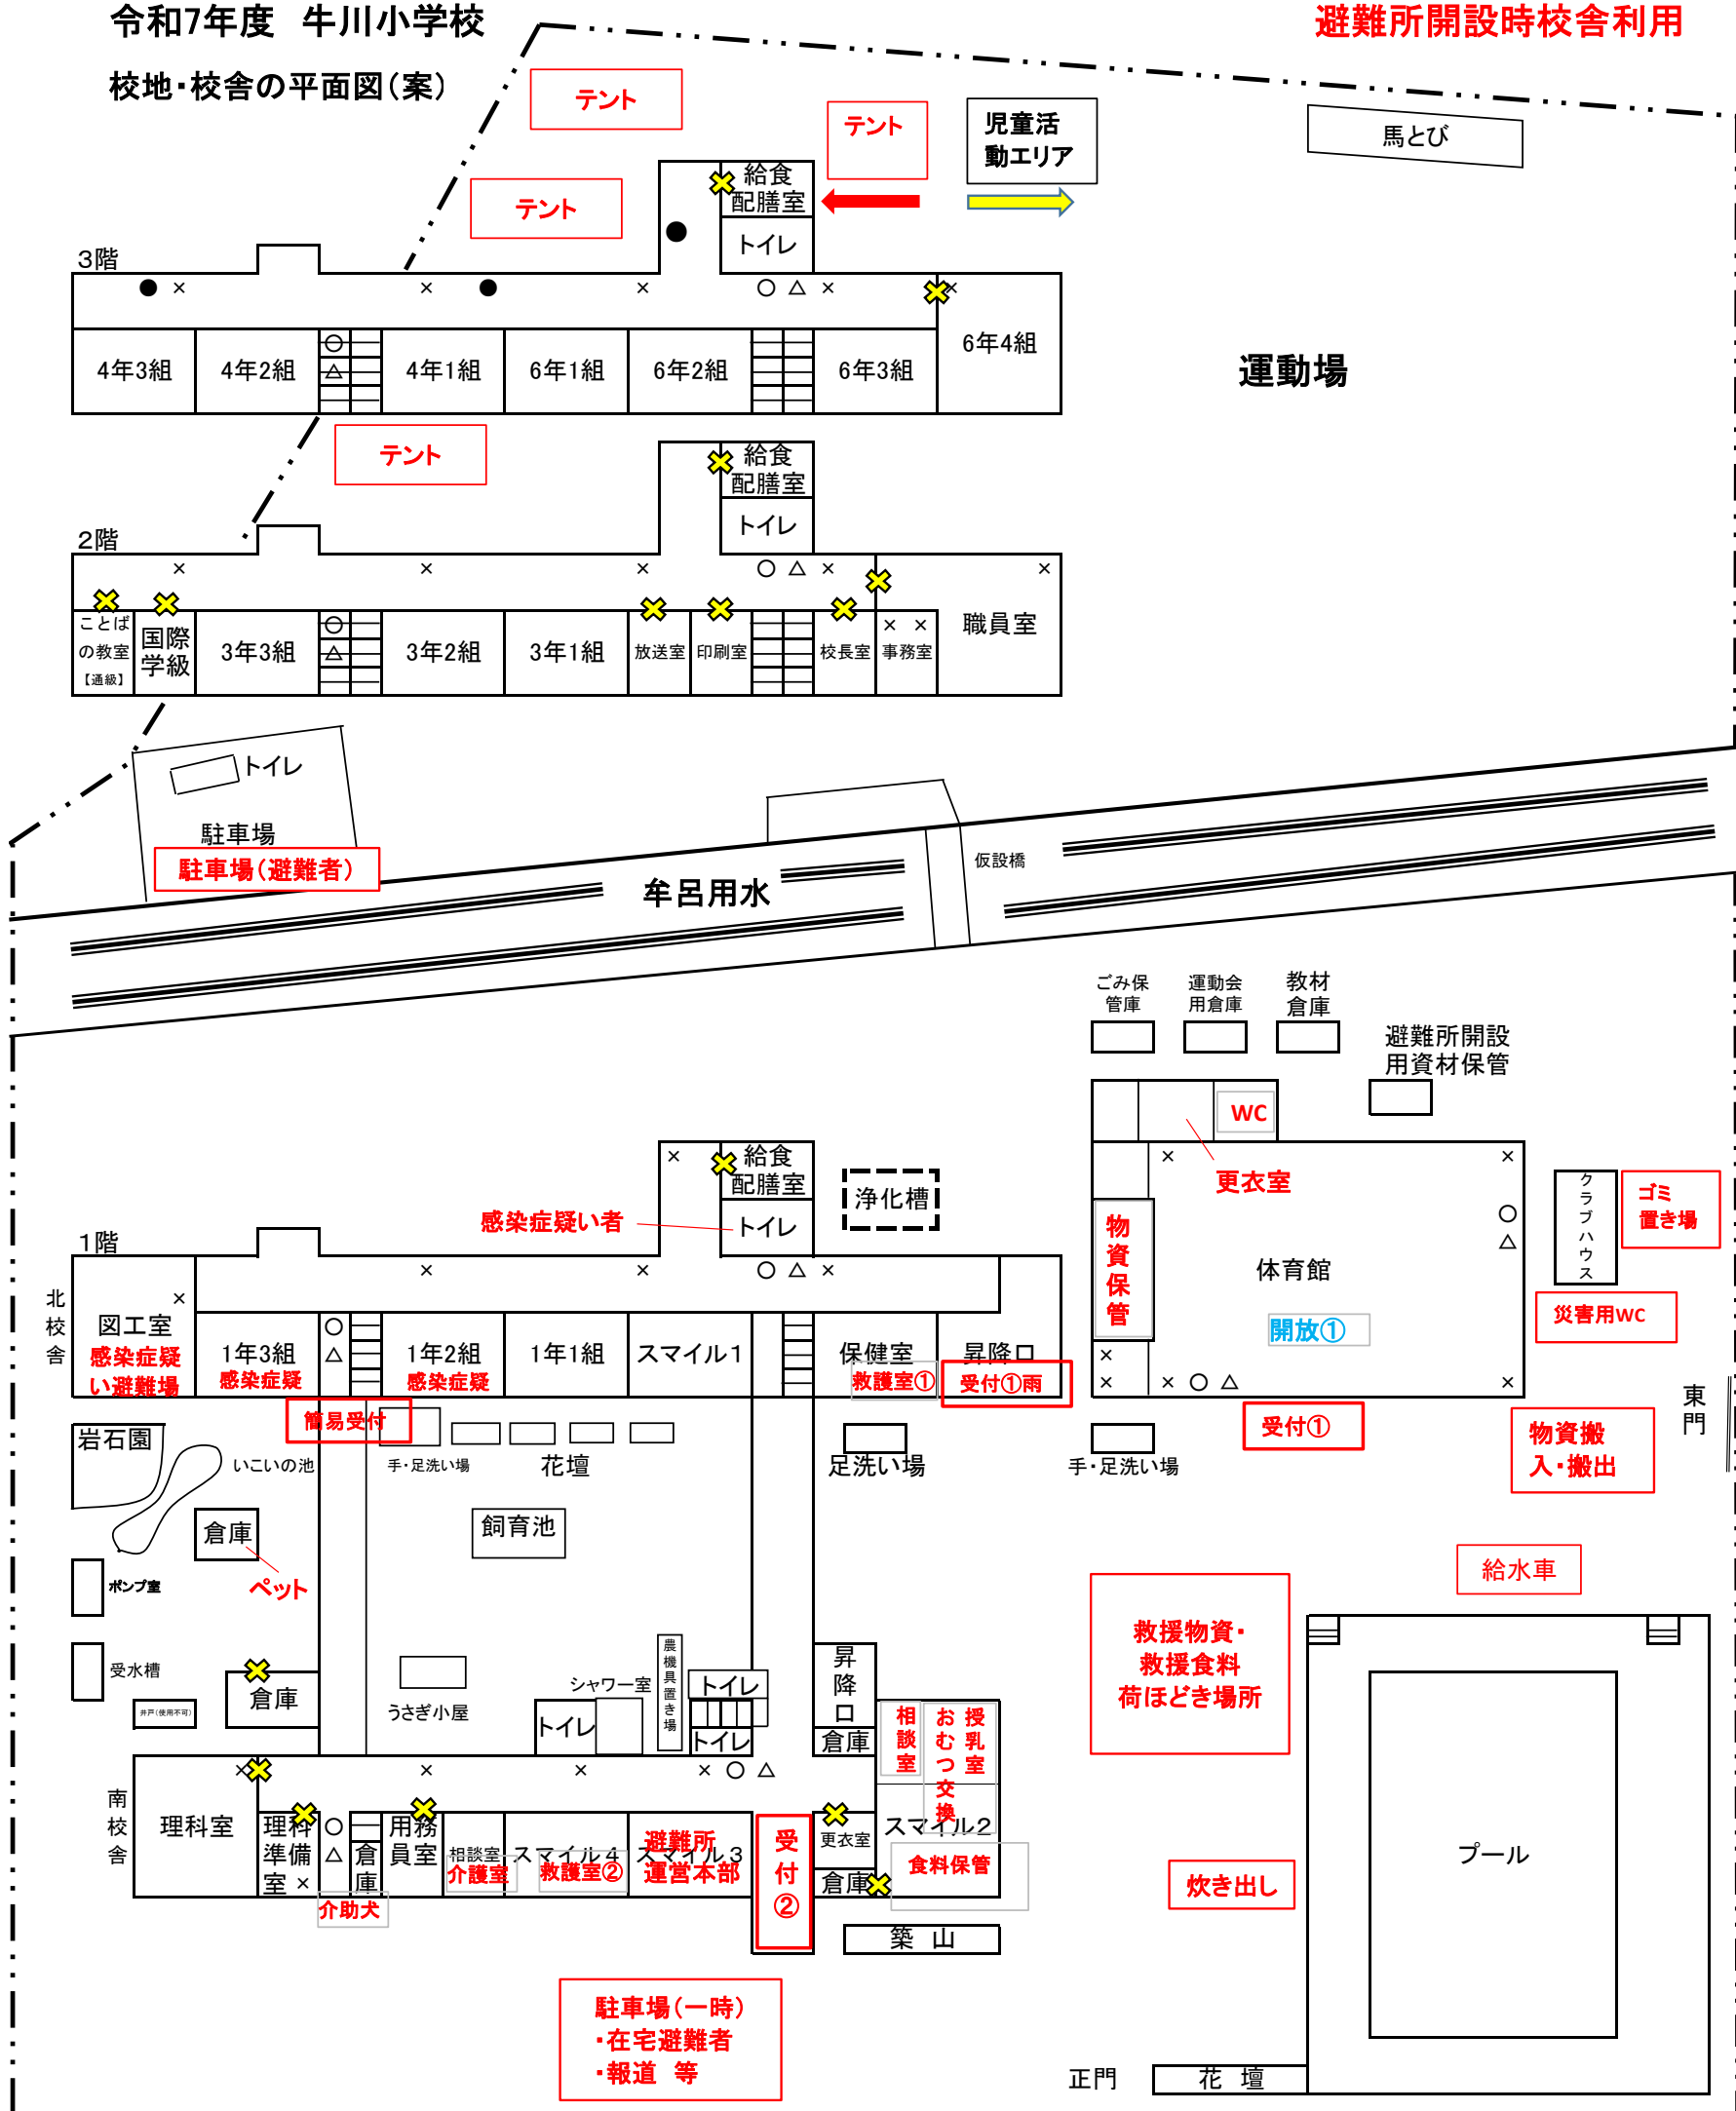 令和7年度　牛川小学校
避難所開設時校舎利用
校地・校舎の平面図（案）
テント
テント
児童活
動エリア
馬とび
テント
給食
配膳室
トイレ
3階
4年3組
4年2組
4年1組
6年1組
6年2組
6年3組
6年4組
運動場
テント
給食
配膳室
トイレ
2階
ことば
の教室
【通級】
国際
学級
3年3組
3年2組
3年1組
放送室
印刷室
校長室
事務室
職員室
トイレ
駐車場
駐車場（避難者）
牟呂用水
仮設橋
ごみ保
管庫
運動会
用倉庫
教材
倉庫
避難所開設
用資材保管
WC
更衣室
給食
配膳室
トイレ
感染症疑い者
浄化槽
物資保管
体育館
開放①
クラブハウス
ゴミ
置き場
災害用WC
1階
北校舎
図工室
感染症疑
い避難場
1年3組
感染症疑
1年2組
感染症疑
1年1組
スマイル1
保健室
救護室①
昇降口
受付①雨
簡易受付
受付①
東門
物資搬
入・搬出
岩石園
いこいの池
手・足洗い場
花壇
足洗い場
手・足洗い場
倉庫
飼育池
ペット
ポンプ室
給水車
救援物資・
救援食料
荷ほどき場所
受水槽
井戸（使用不可）
倉庫
うさぎ小屋
シャワー室
トイレ
農機具置き場
トイレ
トイレ
昇降口
倉庫
相談室
授乳室
おむつ交換
南校舎
理科室
理科
準備
室
倉庫
用務
員室
相談室
介護室
スマイル4
救護室②
スマイル3
避難所
運営本部
受付②
更衣室
倉庫
スマイル2
食料保管
介助犬
築　山
炊き出し
プール
駐車場（一時）
・在宅避難者
・報道　等
正門
花　壇